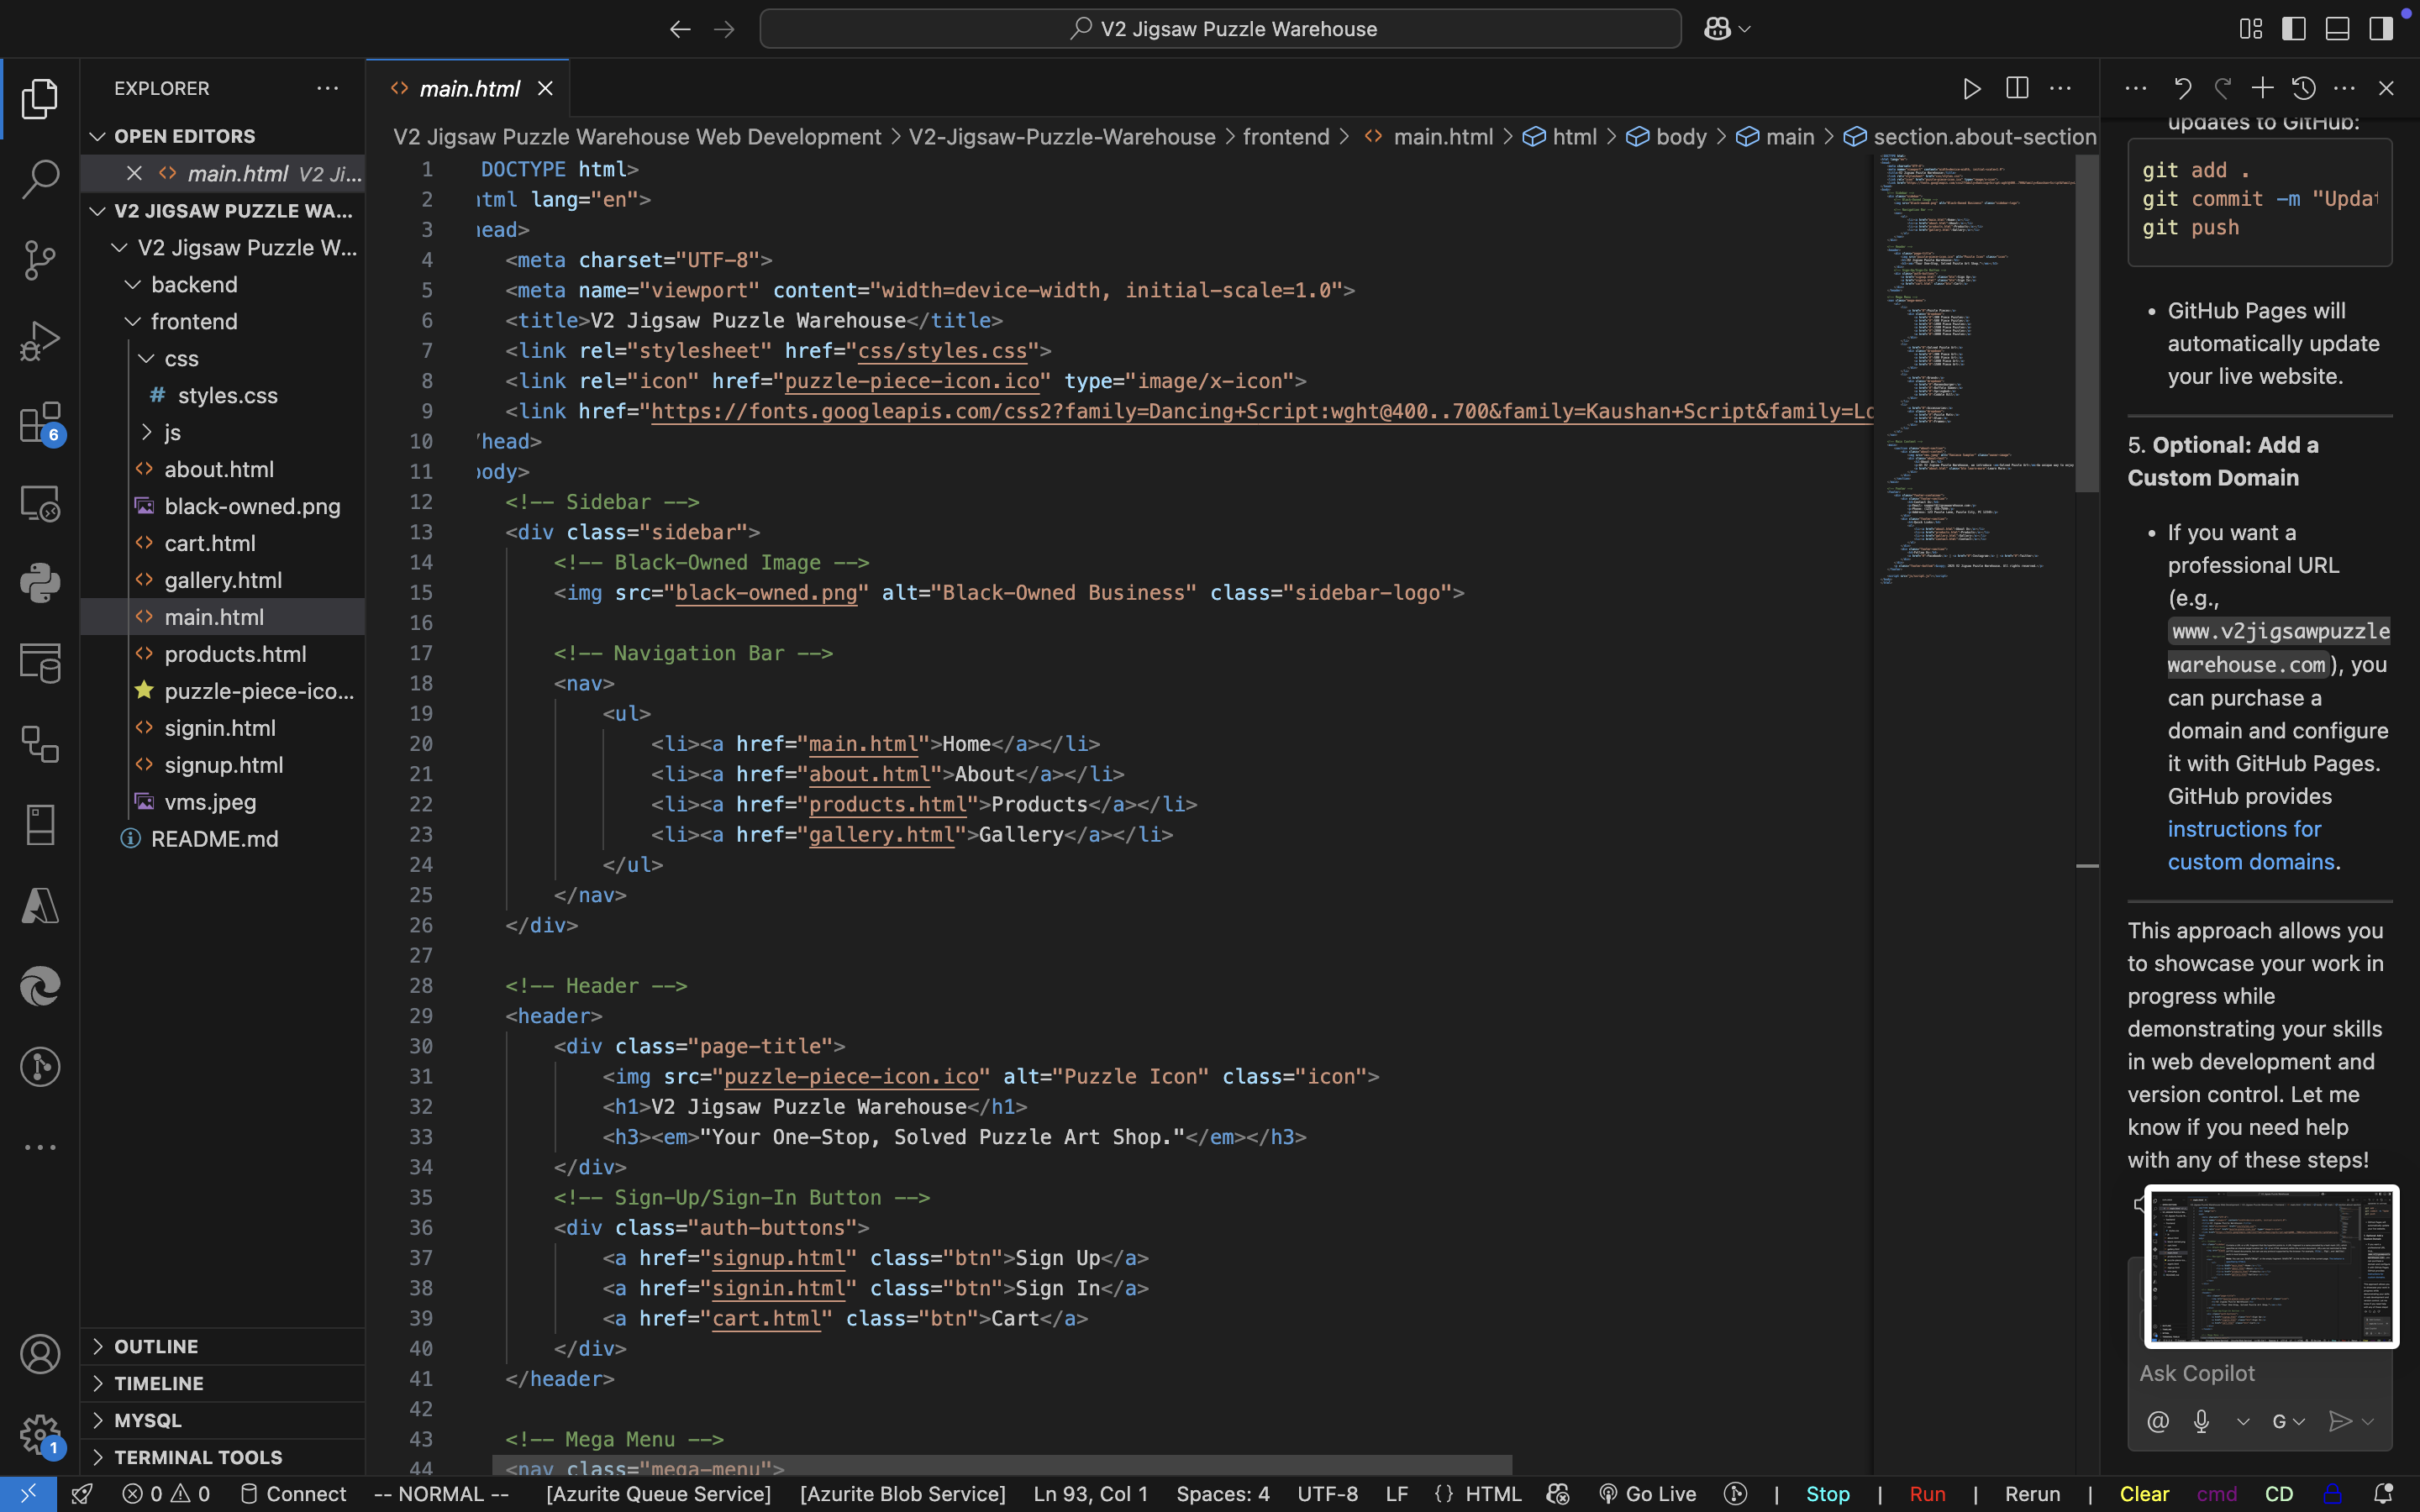 V2 Jigsaw Puzzle Warehouse
EXPLORER
OPEN EDITORS
main.html V2 Ji...
V2 JIGSAW PUZZLE WA...
V2 Jigsaw Puzzle W...
backend
frontend
css
styles.css
js
about.html
black-owned.png
cart.html
gallery.html
main.html
products.html
puzzle-piece-ico...
signin.html
signup.html
vms.jpeg
README.md
OUTLINE
TIMELINE
MYSQL
TERMINAL TOOLS
6
1
main.html
V2 Jigsaw Puzzle Warehouse Web Development > V2-Jigsaw-Puzzle-Warehouse > frontend > main.html > html > body > main > section.about-section
1 DOCTYPE html>
2 html lang="en">
3 head>
4 <meta charset="UTF-8">
5 <meta name="viewport" content="width=device-width, initial-scale=1.0">
6 <title>V2 Jigsaw Puzzle Warehouse</title>
7 <link rel="stylesheet" href="css/styles.css">
8 <link rel="icon" href="puzzle-piece-icon.ico" type="image/x-icon">
9 <link href="https://fonts.googleapis.com/css2?family=Dancing+Script:wght@400..700&family=Kaushan+Script&family=Lo
10 /head>
11 body>
12 <!-- Sidebar -->
13 <div class="sidebar">
14 <!-- Black-Owned Image -->
15 <img src="black-owned.png" alt="Black-Owned Business" class="sidebar-logo">
16
17 <!-- Navigation Bar -->
18 <nav>
19 <ul>
20 <li><a href="main.html">Home</a></li>
21 <li><a href="about.html">About</a></li>
22 <li><a href="products.html">Products</a></li>
23 <li><a href="gallery.html">Gallery</a></li>
24 </ul>
25 </nav>
26 </div>
27
28 <!-- Header -->
29 <header>
30 <div class="page-title">
31 <img src="puzzle-piece-icon.ico" alt="Puzzle Icon" class="icon">
32 <h1>V2 Jigsaw Puzzle Warehouse</h1>
33 <h3><em>"Your One-Stop, Solved Puzzle Art Shop."</em></h3>
34 </div>
35 <!-- Sign-Up/Sign-In Button -->
36 <div class="auth-buttons">
37 <a href="signup.html" class="btn">Sign Up</a>
38 <a href="signin.html" class="btn">Sign In</a>
39 <a href="cart.html" class="btn">Cart</a>
40 </div>
41 </header>
42
43 <!-- Mega Menu -->
44 <nav class="mega-menu">
updates to GitHub:
git add .
git commit -m "Updat
git push
• GitHub Pages will
automatically update
your live website.
5. Optional: Add a
Custom Domain
• If you want a
professional URL
(e.g.,
www.v2jigsawpuzzle
warehouse.com), you
can purchase a
domain and configure
it with GitHub Pages.
GitHub provides
instructions for
custom domains.
This approach allows you
to showcase your work in
progress while
demonstrating your skills
in web development and
version control. Let me
know if you need help
with any of these steps!
Ask Copilot
@ G
0 0 Connect -- NORMAL -- [Azurite Queue Service] [Azurite Blob Service] Ln 93, Col 1 Spaces: 4 UTF-8 LF {} HTML Go Live | Stop | Run | Rerun | Clear cmd CD